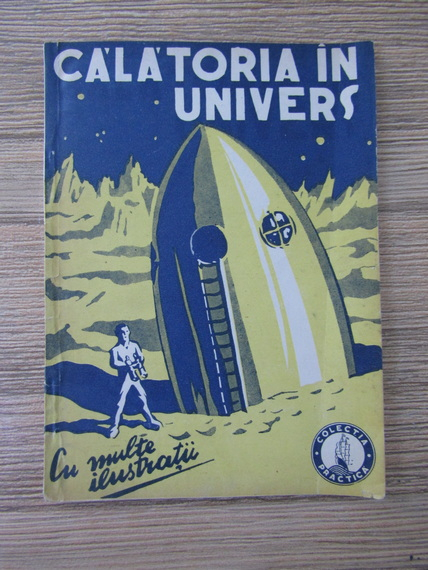 CĂLĂTORIA ÎN
UNIVERS
Cu multe
ilustrații
COLECȚIA
PRACTICĂ